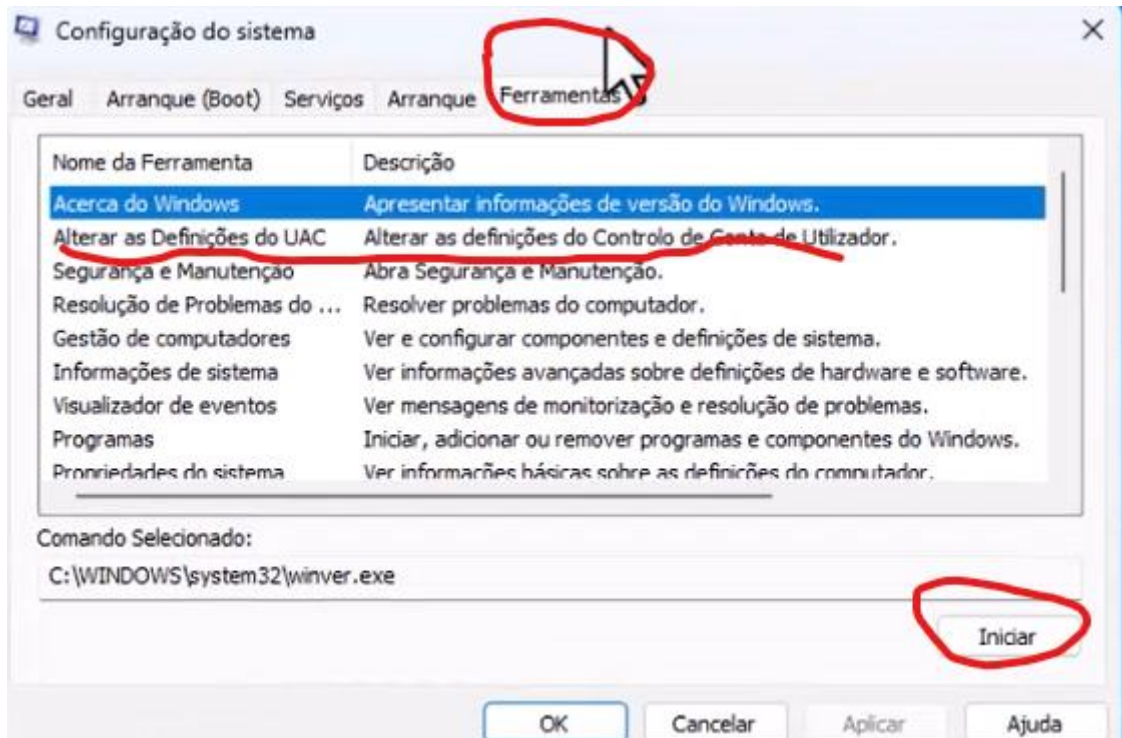 Configuração do sistema
Geral Arranque (Boot) Serviços Arranque Ferramentas
Nome da Ferramenta Descrição
Acerca do Windows Apresentar informações de versão do Windows.
Alterar as Definições do UAC Alterar as definições do Controlo de Conta de Utilizador.
Segurança e Manutenção Abra Segurança e Manutenção.
Resolução de Problemas do ... Resolver problemas do computador.
Gestão de computadores Ver e configurar componentes e definições de sistema.
Informações de sistema Ver informações avançadas sobre definições de hardware e software.
Visualizador de eventos Ver mensagens de monitorização e resolução de problemas.
Programas Iniciar, adicionar ou remover programas e componentes do Windows.
Propriedades do sistema Ver informações básicas sobre as definições do computador.
Comando Selecionado:
C:\WINDOWS\system32\winver.exe
Iniciar
OK Cancelar Aplicar Ajuda